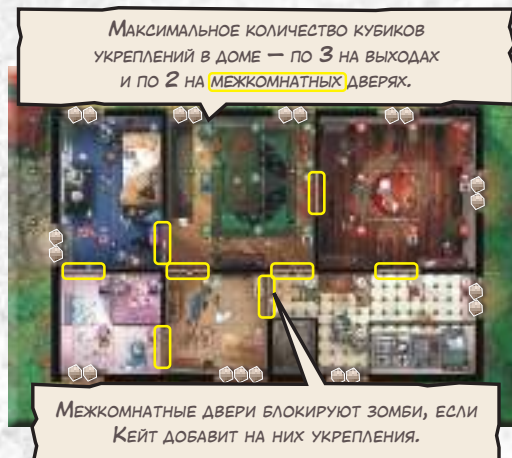 Максимальное количество кубиков
укреплений в доме — по 3 на выходах
и по 2 на межкомнатных дверях.
Межкомнатные двери блокируют зомби, если
Кейт добавит на них укрепления.